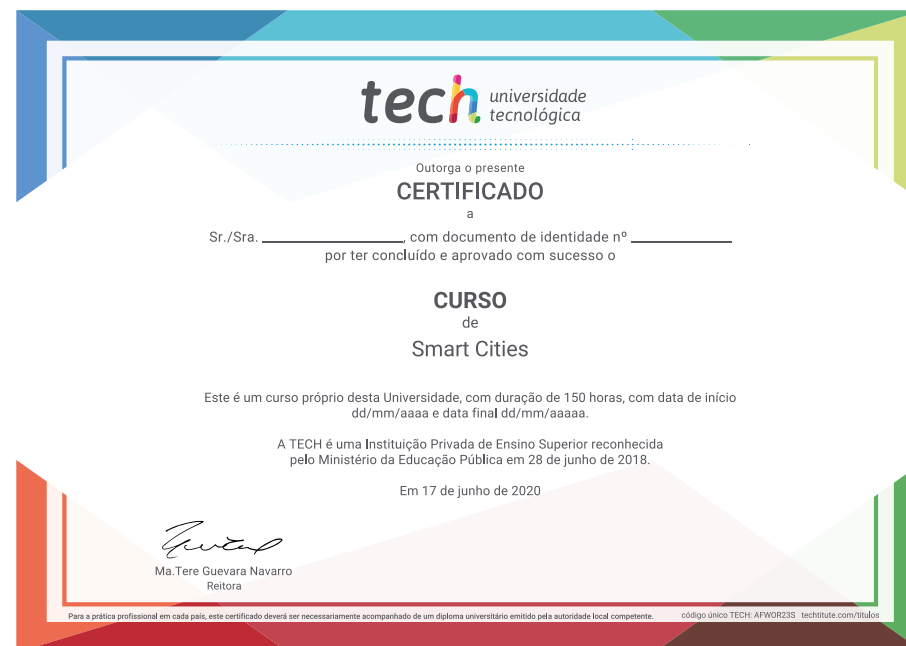 tech universidade
tecnológica
Outorga o presente
CERTIFICADO
a
Sr./Sra. ____________________, com documento de identidade nº ______________
por ter concluído e aprovado com sucesso o
CURSO
de
Smart Cities
Este é um curso próprio desta Universidade, com duração de 150 horas, com data de início
dd/mm/aaaa e data final dd/mm/aaaaa.
A TECH é uma Instituição Privada de Ensino Superior reconhecida
pelo Ministério da Educação Pública em 28 de junho de 2018.
Em 17 de junho de 2020
Ma.Tere Guevara Navarro
Reitora
Para a prática profissional em cada país, este certificado deverá ser necessariamente acompanhado de um diploma universitário emitido pela autoridade local competente. código único TECH: AFWOR23S techtitute.com/titulos